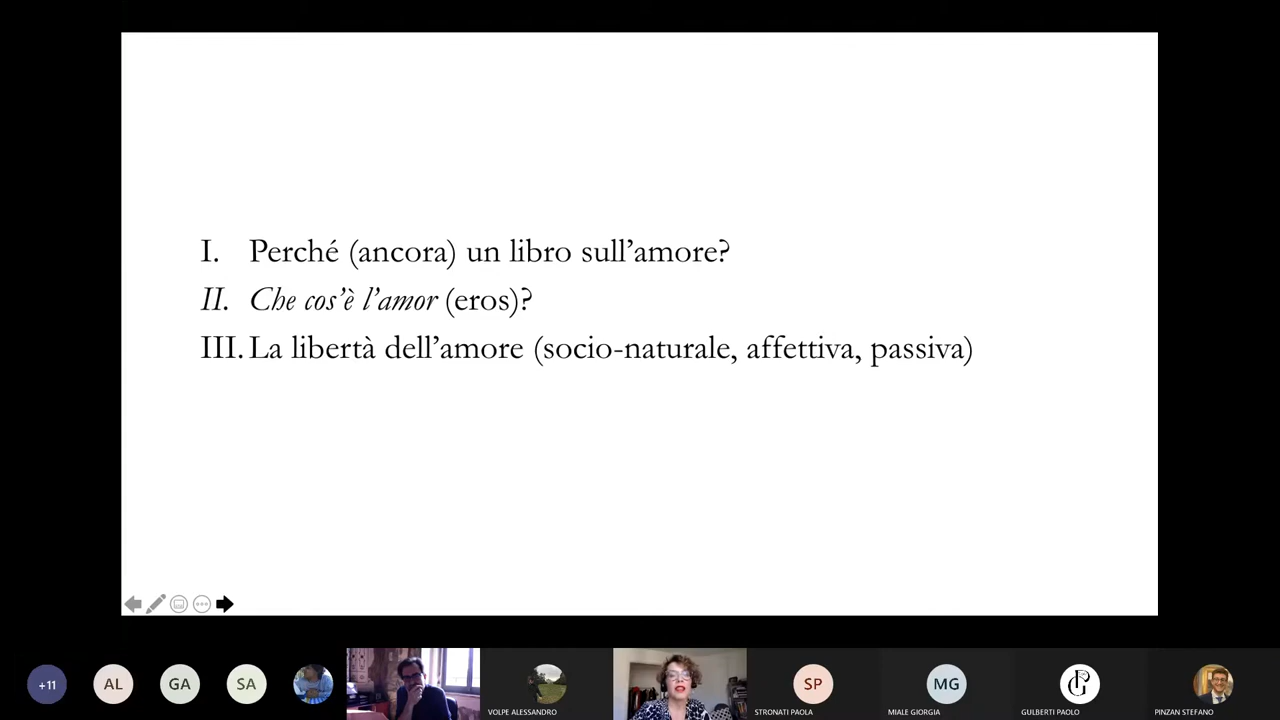 I. Perché (ancora) un libro sull’amore?
II. Che cos’è l’amor (eros)?
III. La libertà dell’amore (socio-naturale, affettiva, passiva)
+11 AL GA SA SP MG
VOLPE ALESSANDRO STRONATI PAOLA MIALE GIORGIA GULBERTI PAOLO PINZAN STEFANO